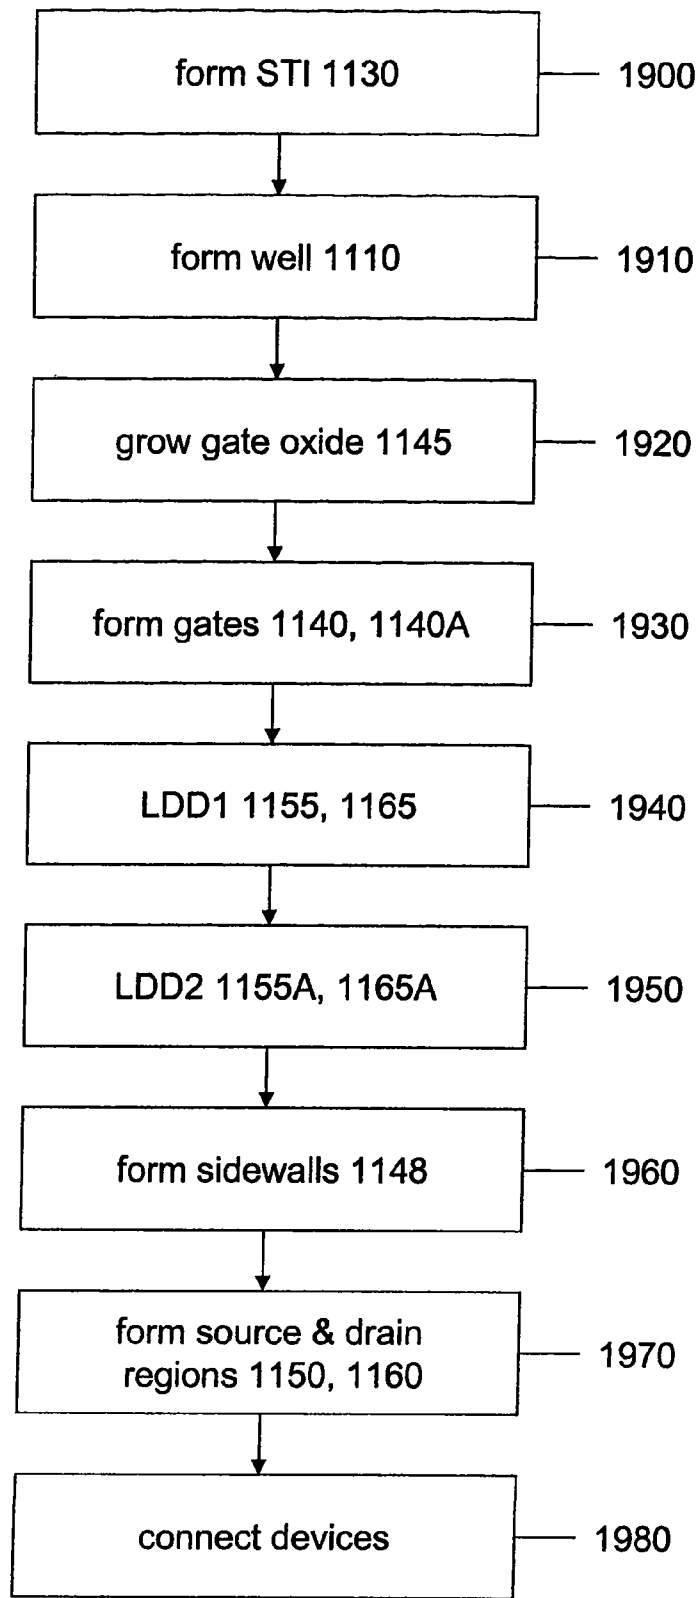 form STI 1130
1900
form well 1110
1910
grow gate oxide 1145
1920
form gates 1140, 1140A
1930
LDD1 1155, 1165
1940
LDD2 1155A, 1165A
1950
form sidewalls 1148
1960
form source & drain
regions 1150, 1160
1970
connect devices
1980